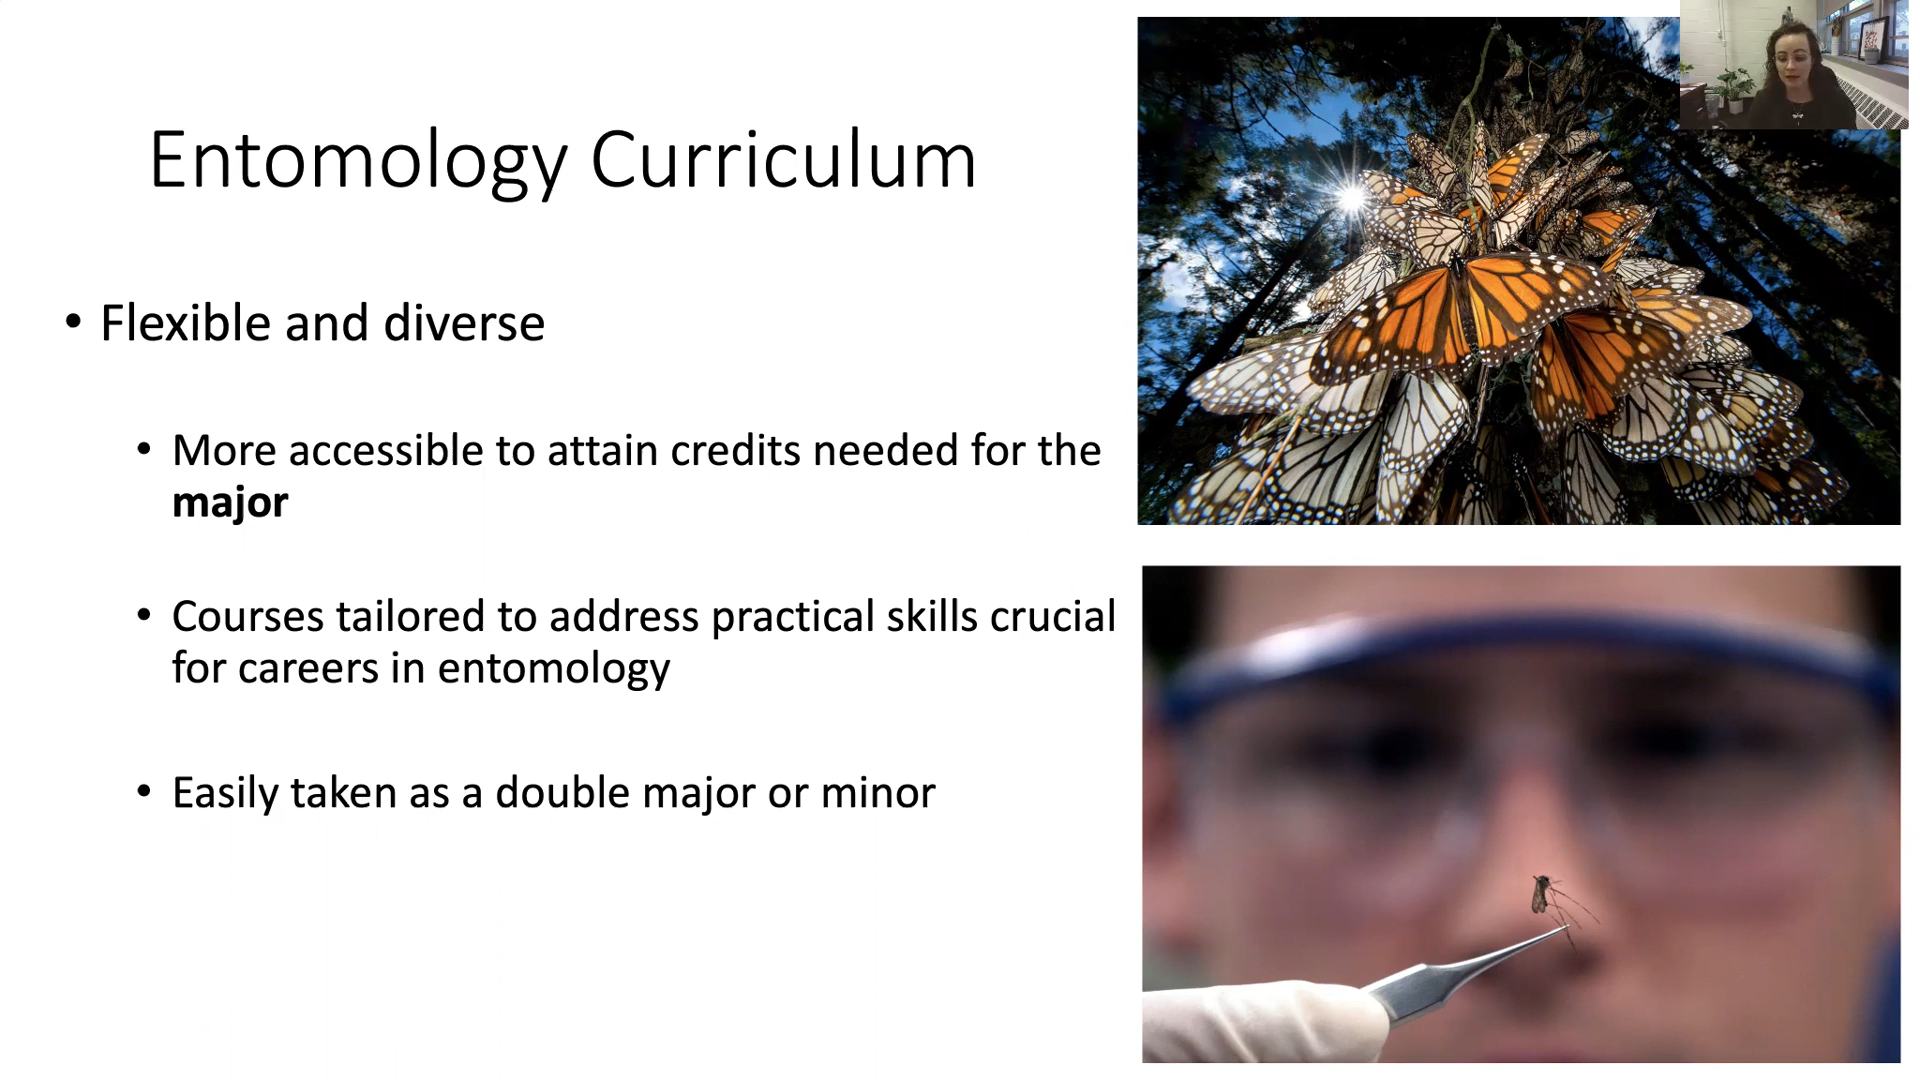 Entomology Curriculum
• Flexible and diverse
• More accessible to attain credits needed for the
major
• Courses tailored to address practical skills crucial
for careers in entomology
• Easily taken as a double major or minor